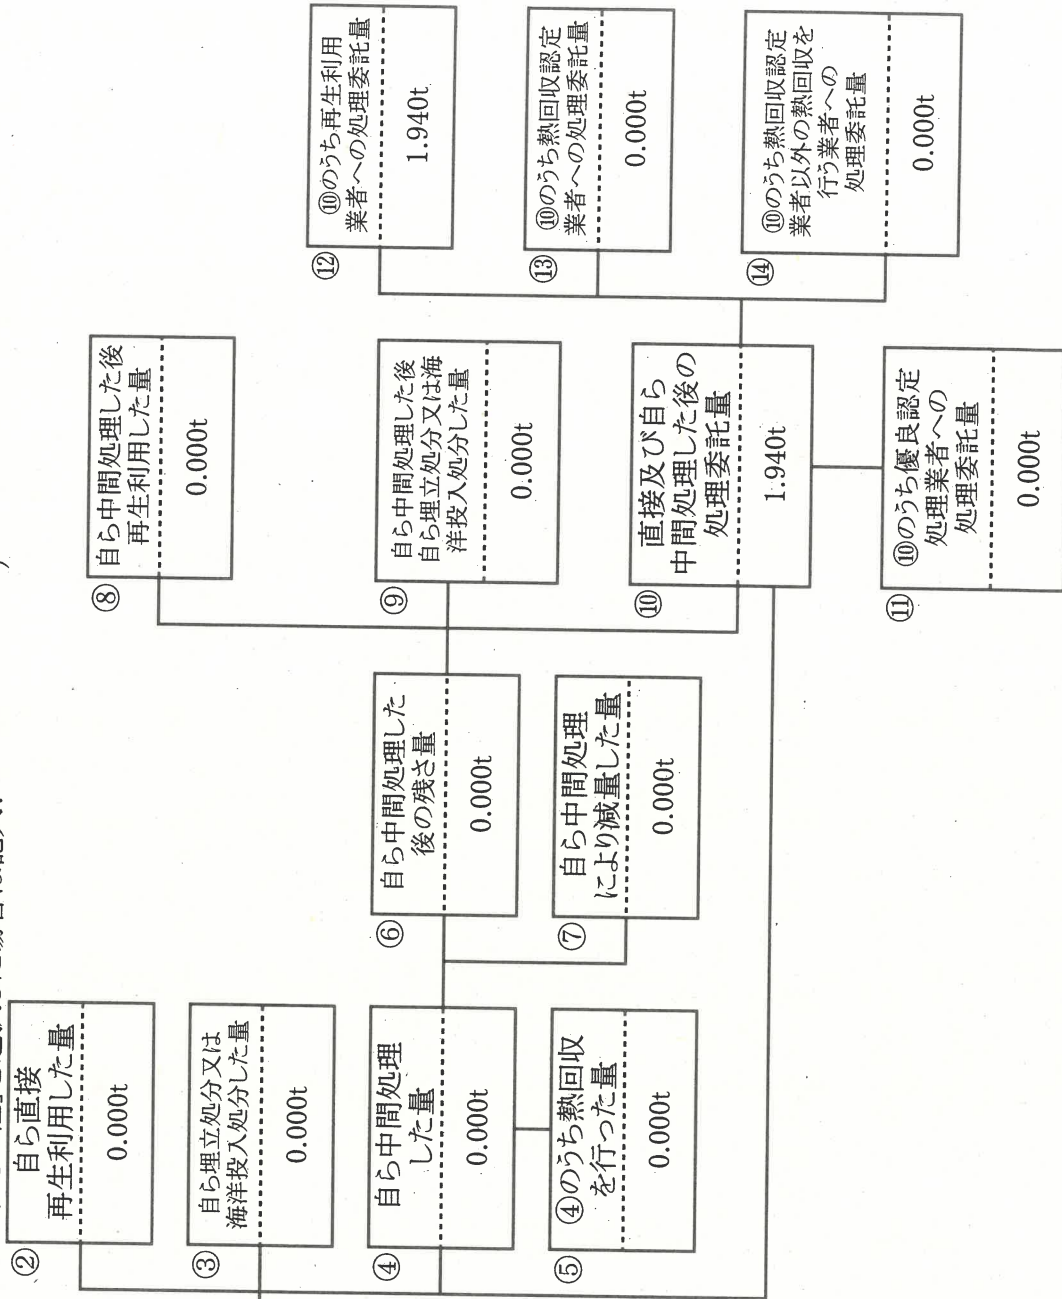 ②
自ら直接
再生利用した量
0.000t
③
自ら埋立処分又は
海洋投入処分した量
0.000t
④
自ら中間処理
した量
0.000t
⑤
④のうち熱回収
を行った量
0.000t
⑥
自ら中間処理した
後の残さ量
0.000t
⑦
自ら中間処理
により減量した量
0.000t
⑧
自ら中間処理した後
再生利用した量
0.000t
⑨
自ら中間処理した後
自ら埋立処分又は海
洋投入処分した量
0.000t
⑩
直接及び自ら
中間処理した後の
処理委託量
1.940t
⑪
⑩のうち優良認定
処理業者への
処理委託量
0.000t
⑫
⑩のうち再生利用
業者への処理委託量
1.940t
⑬
⑩のうち熱回収認定
業者への処理委託量
0.000t
⑭
⑩のうち熱回収認定
業者以外の熱回収を
行う業者への
処理委託量
0.000t